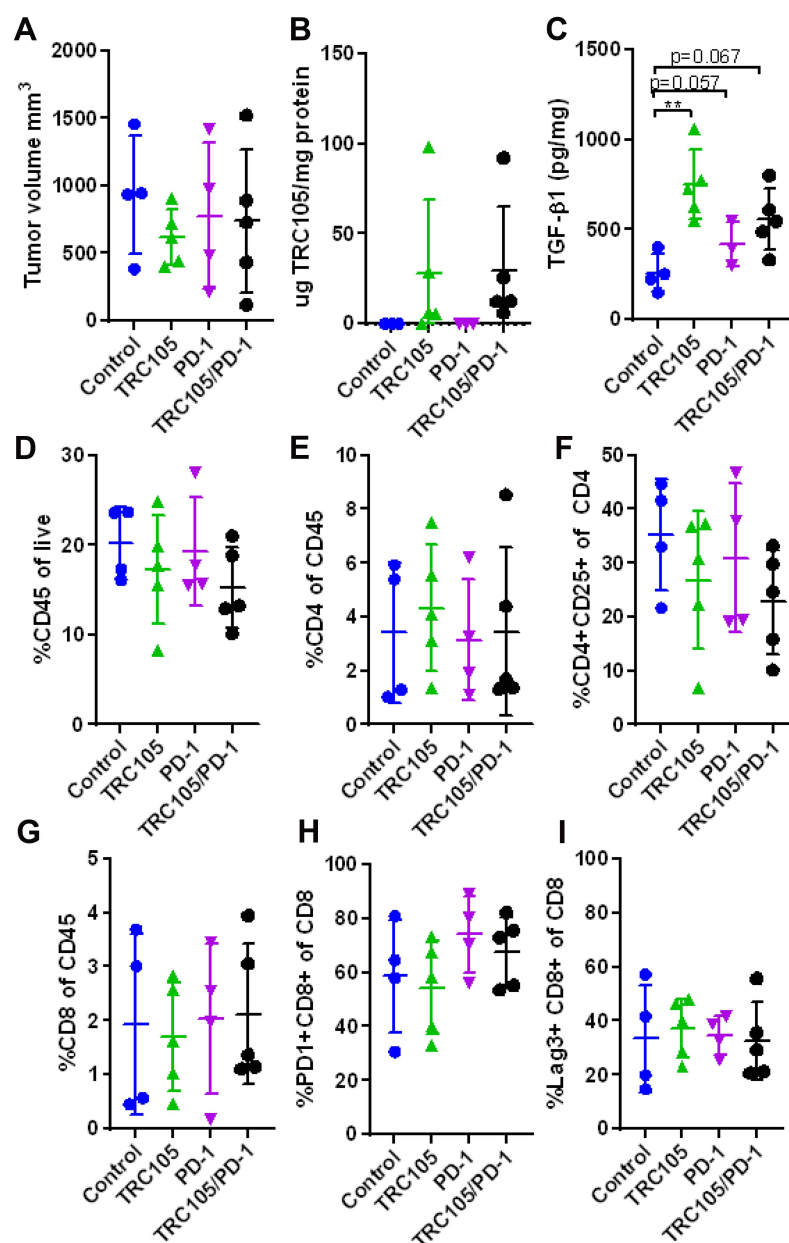 A
Tumor volume mm³
2000
1500
1000
500
0
Control
TRC105
PD-1
TRC105/PD-1
B
ug TRC105/mg protein
150
100
50
0
Control
TRC105
PD-1
TRC105/PD-1
C
TGF-β1 (pg/mg)
1500
1000
500
0
p=0.067
p=0.057
**
Control
TRC105
PD-1
TRC105/PD-1
D
%CD45 of live
30
20
10
0
Control
TRC105
PD-1
TRC105/PD-1
E
%CD4 of CD45
10
8
6
4
2
0
Control
TRC105
PD-1
TRC105/PD-1
F
%CD4+CD25+ of CD4
50
40
30
20
10
0
Control
TRC105
PD-1
TRC105/PD-1
G
%CD8 of CD45
5
4
3
2
1
0
Control
TRC105
PD-1
TRC105/PD-1
H
%PD1+CD8+ of CD8
100
80
60
40
20
0
Control
TRC105
PD-1
TRC105/PD-1
I
%Lag3+ CD8+ of CD8
100
80
60
40
20
0
Control
TRC105
PD-1
TRC105/PD-1